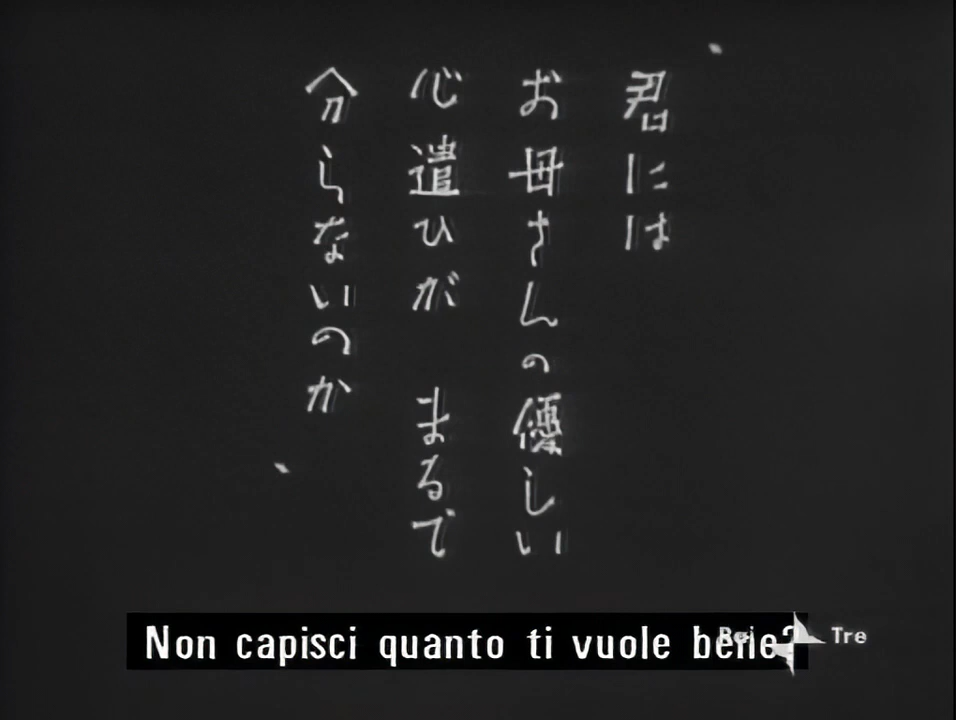 君には
お母さんの優しい
心遣ひが まるで
分らないのか
Non capisci quanto ti vuole bene?
Rai Tre